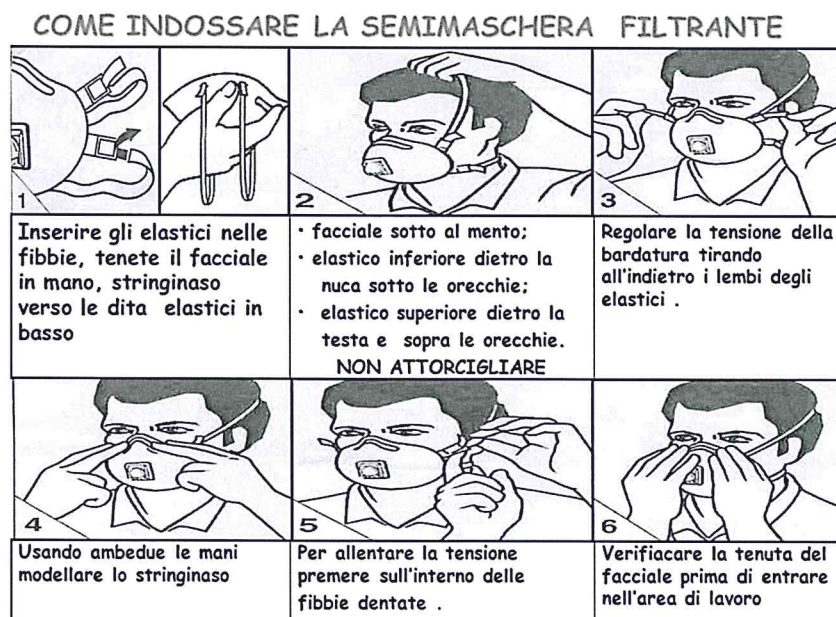 COME INDOSSARE LA SEMIMASCHERA FILTRANTE
1
Inserire gli elastici nelle
fibbie, tenete il facciale
in mano, stringinaso
verso le dita elastici in
basso
2
· facciale sotto al mento;
· elastico inferiore dietro la
nuca sotto le orecchie;
· elastico superiore dietro la
testa e sopra le orecchie.
NON ATTORCIGLIARE
3
Regolare la tensione della
bardatura tirando
all'indietro i lembi degli
elastici .
4
Usando ambedue le mani
modellare lo stringinaso
5
Per allentare la tensione
premere sull'interno delle
fibbie dentate .
6
Verifiacare la tenuta del
facciale prima di entrare
nell'area di lavoro